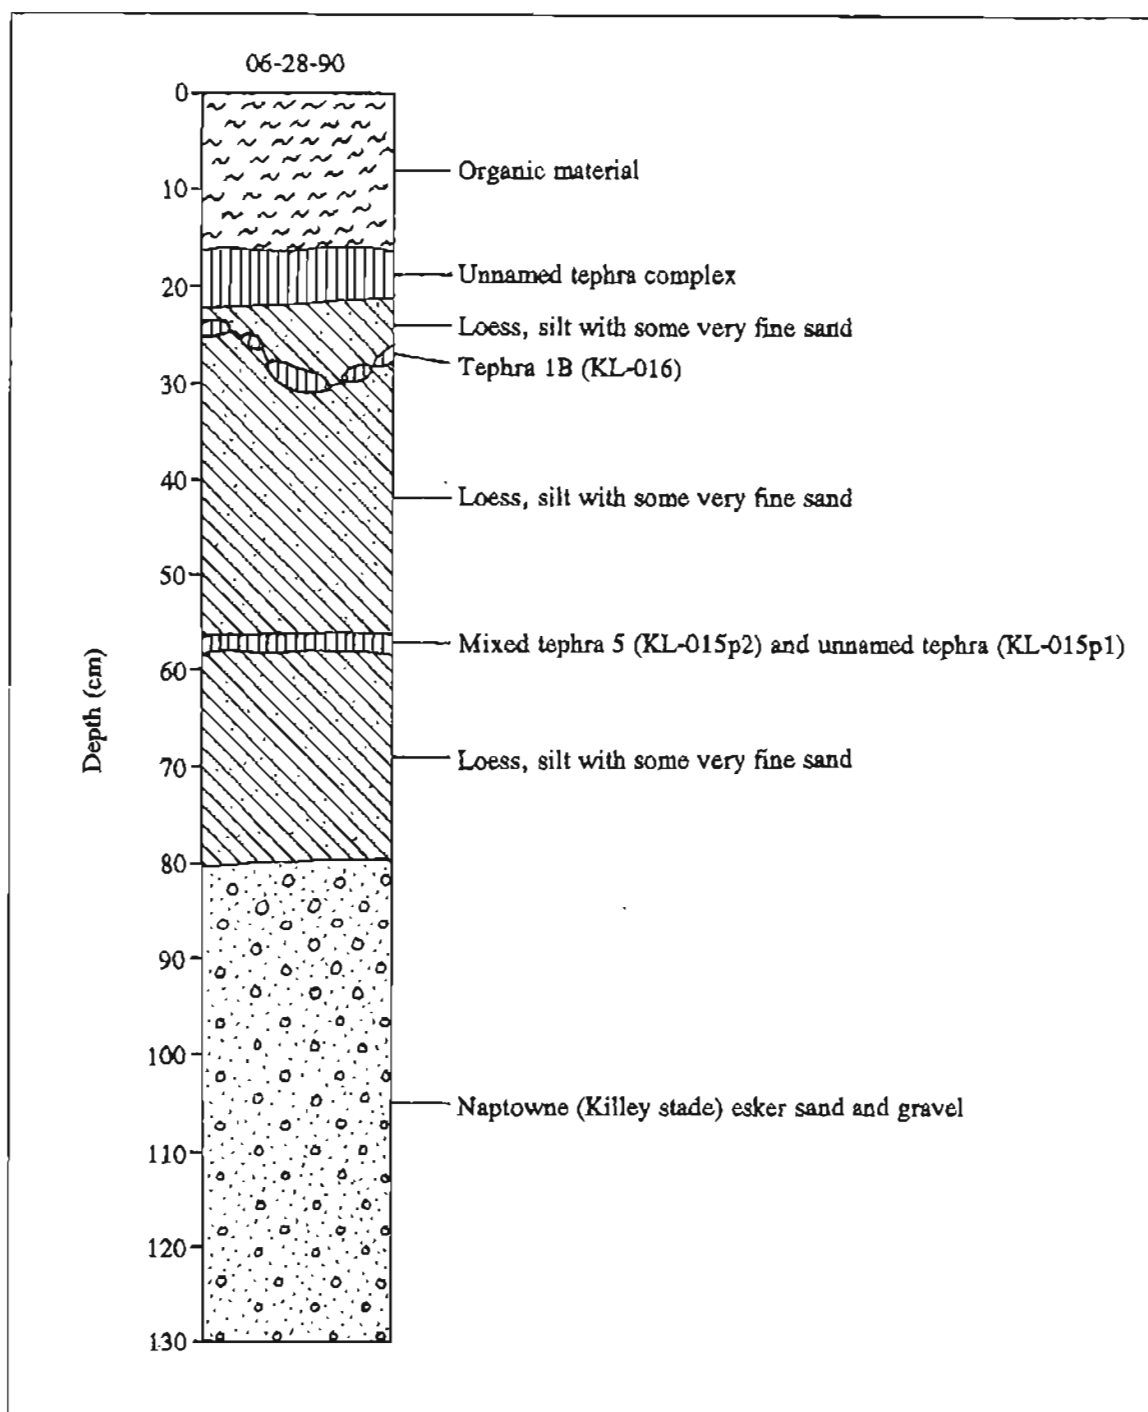 06-28-90
0
Organic material
10
Unnamed tephra complex
20
Loess, silt with some very fine sand
Tephra 1B (KL-016)
30
40
Loess, silt with some very fine sand
50
Mixed tephra 5 (KL-015p2) and unnamed tephra (KL-015p1)
60
Depth (cm)
Loess, silt with some very fine sand
70
80
90
100
Naptowne (Killey stade) esker sand and gravel
110
120
130